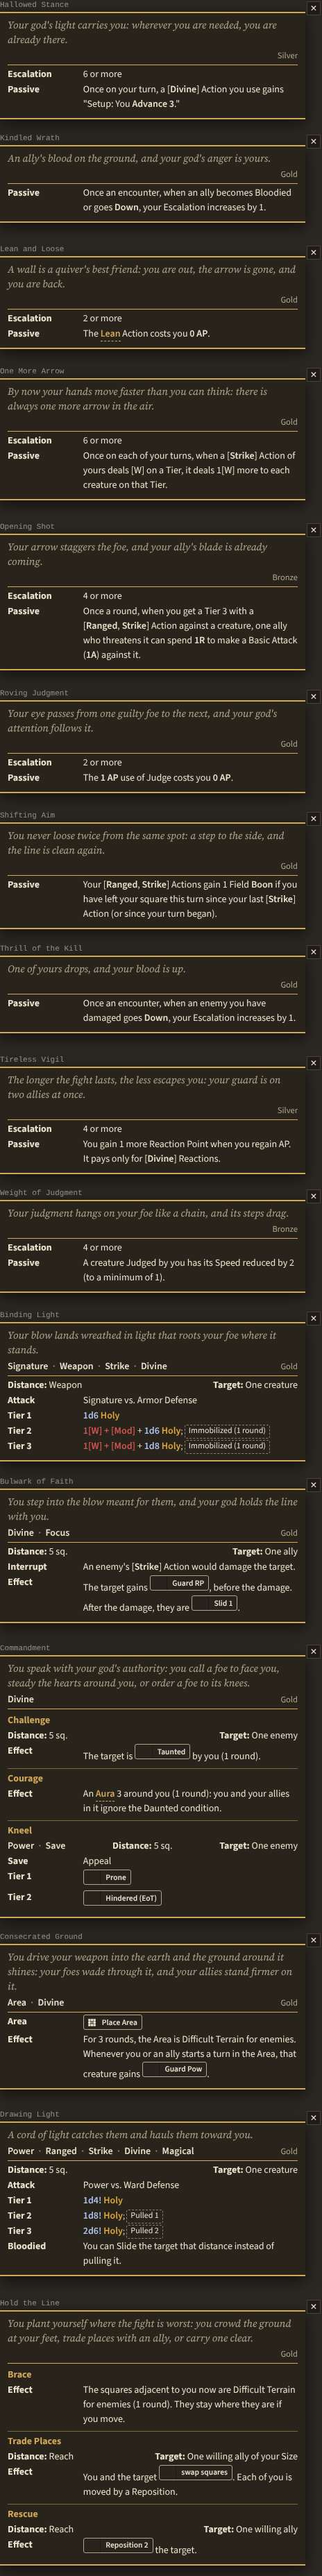 Hallowed Stance
Your god's light carries you: wherever you are needed, you are
already there.
Silver
Escalation 6 or more
Passive Once on your turn, a [Divine] Action you use gains
"Setup: You Advance 3."
Kindled Wrath
An ally's blood on the ground, and your god's anger is yours.
Gold
Passive Once an encounter, when an ally becomes Bloodied
or goes Down, your Escalation increases by 1.
Lean and Loose
A wall is a quiver's best friend: you are out, the arrow is gone, and
you are back.
Gold
Escalation 2 or more
Passive The Lean Action costs you 0 AP.
One More Arrow
By now your hands move faster than you can think: there is
always one more arrow in the air.
Gold
Escalation 6 or more
Passive Once on each of your turns, when a [Strike] Action of
yours deals [W] on a Tier, it deals 1[W] more to each
creature on that Tier.
Opening Shot
Your arrow staggers the foe, and your ally's blade is already
coming.
Bronze
Escalation 4 or more
Passive Once a round, when you get a Tier 3 with a
[Ranged, Strike] Action against a creature, one ally
who threatens it can spend 1R to make a Basic Attack
(1A) against it.
Roving Judgment
Your eye passes from one guilty foe to the next, and your god's
attention follows it.
Gold
Escalation 2 or more
Passive The 1 AP use of Judge costs you 0 AP.
Shifting Aim
You never loose twice from the same spot: a step to the side, and
the line is clean again.
Gold
Passive Your [Ranged, Strike] Actions gain 1 Field Boon if you
have left your square this turn since your last [Strike]
Action (or since your turn began).
Thrill of the Kill
One of yours drops, and your blood is up.
Gold
Passive Once an encounter, when an enemy you have
damaged goes Down, your Escalation increases by 1.
Tireless Vigil
The longer the fight lasts, the less escapes you: your guard is on
two allies at once.
Silver
Escalation 4 or more
Passive You gain 1 more Reaction Point when you regain AP.
It pays only for [Divine] Reactions.
Weight of Judgment
Your judgment hangs on your foe like a chain, and its steps drag.
Bronze
Escalation 4 or more
Passive A creature Judged by you has its Speed reduced by 2
(to a minimum of 1).
Binding Light
Your blow lands wreathed in light that roots your foe where it
stands.
Signature · Weapon · Strike · Divine Gold
Distance: Weapon Target: One creature
Attack Signature vs. Armor Defense
Tier 1 1d6 Holy
Tier 2 1[W] + [Mod] + 1d6 Holy; Immobilized (1 round)
Tier 3 1[W] + [Mod] + 1d8 Holy; Immobilized (1 round)
Bulwark of Faith
You step into the blow meant for them, and your god holds the line
with you.
Divine · Focus Gold
Distance: 5 sq. Target: One ally
Interrupt An enemy's [Strike] Action would damage the target.
Effect The target gains Guard RP, before the damage.
After the damage, they are Slid 1.
Commandment
You speak with your god's authority: you call a foe to face you,
steady the hearts around you, or order a foe to its knees.
Divine Gold
Challenge
Distance: 5 sq. Target: One enemy
Effect The target is Taunted by you (1 round).
Courage
Effect An Aura 3 around you (1 round): you and your allies
in it ignore the Daunted condition.
Kneel
Power · Save Distance: 5 sq. Target: One enemy
Save Appeal
Tier 1 Prone
Tier 2 Hindered (EoT)
Consecrated Ground
You drive your weapon into the earth and the ground around it
shines: your foes wade through it, and your allies stand firmer on
it.
Area · Divine Gold
Area Place Area
Effect For 3 rounds, the Area is Difficult Terrain for enemies.
Whenever you or an ally starts a turn in the Area, that
creature gains Guard Pow.
Drawing Light
A cord of light catches them and hauls them toward you.
Power · Ranged · Strike · Divine · Magical Gold
Distance: 5 sq. Target: One creature
Attack Power vs. Ward Defense
Tier 1 1d4! Holy
Tier 2 1d8! Holy; Pulled 1
Tier 3 2d6! Holy; Pulled 2
Bloodied You can Slide the target that distance instead of
pulling it.
Hold the Line
You plant yourself where the fight is worst: you crowd the ground
at your feet, trade places with an ally, or carry one clear.
Gold
Brace
Effect The squares adjacent to you now are Difficult Terrain
for enemies (1 round). They stay where they are if
you move.
Trade Places
Distance: Reach Target: One willing ally of your Size
Effect You and the target swap squares. Each of you is
moved by a Reposition.
Rescue
Distance: Reach Target: One willing ally
Effect Reposition 2 the target.